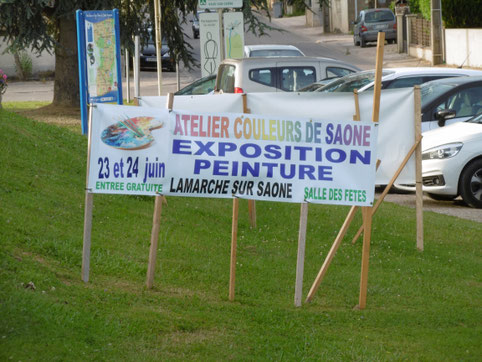 ATELIER COULEURS DE SAONE
EXPOSITION
PEINTURE
23 et 24 juin
ENTREE GRATUITE
LAMARCHE SUR SAONE
SALLE DES FETES